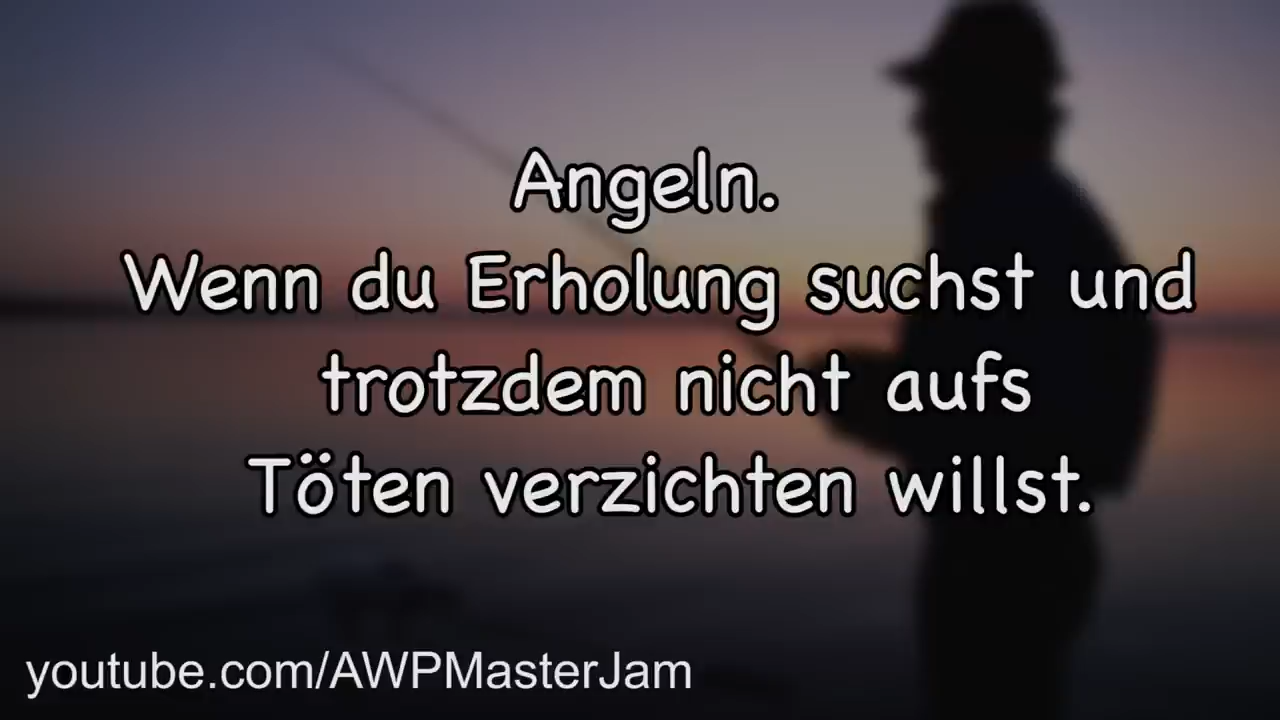 Angeln.
Wenn du Erholung suchst und
trotzdem nicht aufs
Töten verzichten willst.
youtube.com/AWPMasterJam